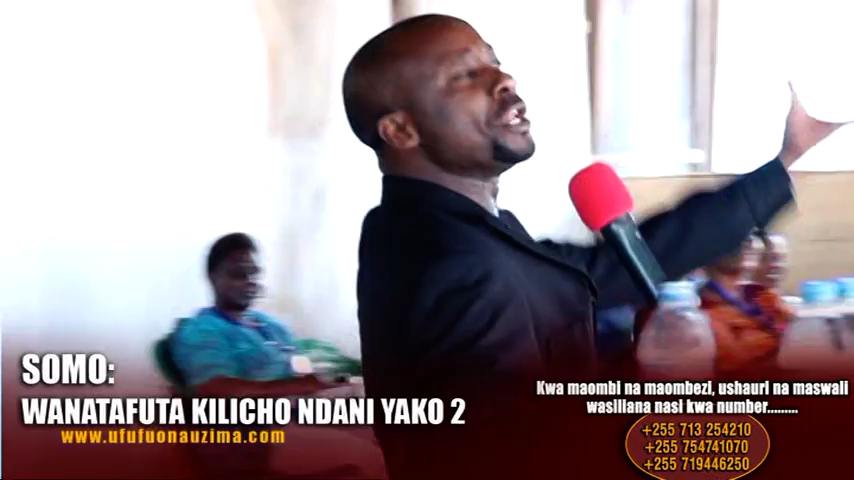 SOMO:
WANATAFUTA KILICHO NDANI YAKO 2
www.ufufuonauzima.com
Kwa maombi na maombezi, ushauri na maswali
wasiliana nasi kwa number.........
+255 713 254210
+255 754741070
+255 719446250